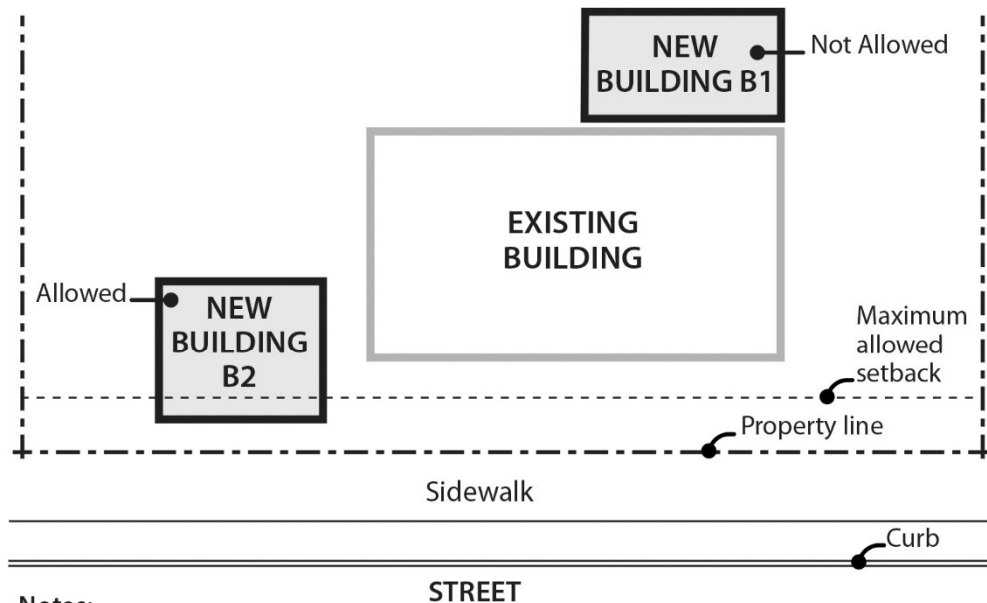 NEW
BUILDING B1
Not Allowed
EXISTING
BUILDING
Allowed
NEW
BUILDING
B2
Maximum
allowed
setback
Property line
Sidewalk
Curb
STREET
Notes: